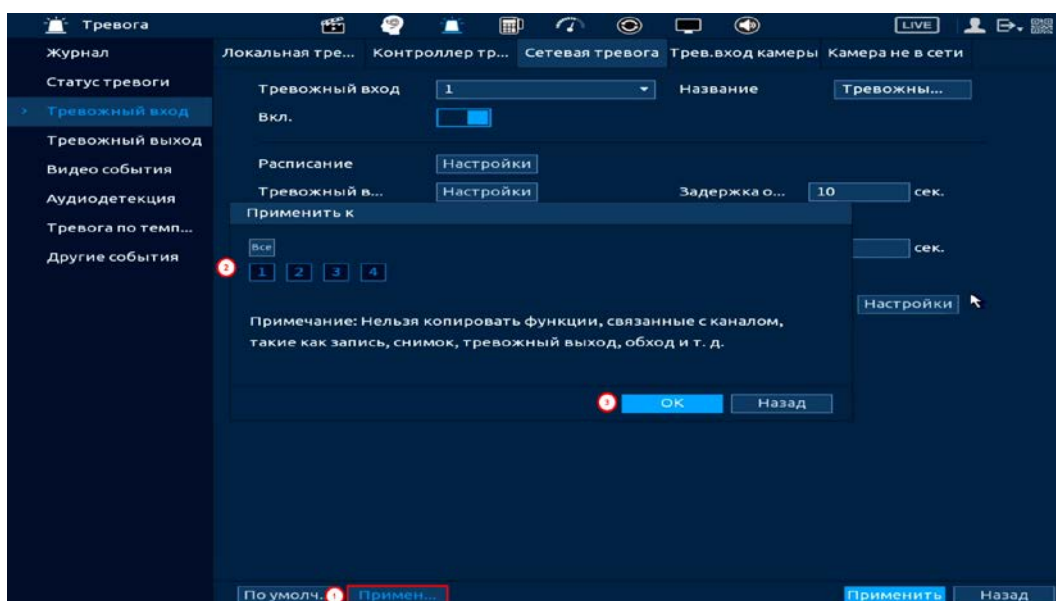 Тревога LIVE
Журнал
Статус тревоги
Тревожный вход
Тревожный выход
Видео события
Аудиодетекция
Тревога по темп...
Другие события
Локальная тре... Контроллер тр... Сетевая тревога Трев.вход камеры Камера не в сети
Тревожный вход 1 Название Тревожны...
Вкл.
Расписание Настройки
Тревожный в... Настройки Задержка о... 10 сек.
Применить к
Все
сек.
2 1 2 3 4
Настройки
Примечание: Нельзя копировать функции, связанные с каналом,
такие как запись, снимок, тревожный выход, обход и т. д.
3 OK Назад
По умолч. 1 Примен... Применить Назад